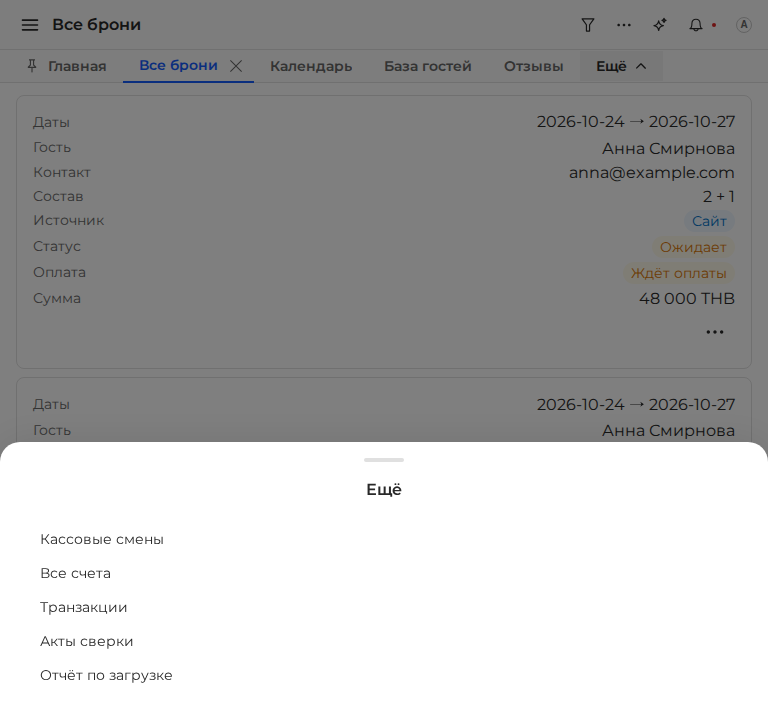 Все брони
A
Главная
Все брони
Календарь
База гостей
Отзывы
Ещё
Даты
2026-10-24 → 2026-10-27
Гость
Анна Смирнова
Контакт
anna@example.com
Состав
2 + 1
Источник
Сайт
Статус
Ожидает
Оплата
Ждёт оплаты
Сумма
48 000 THB
Даты
2026-10-24 → 2026-10-27
Гость
Анна Смирнова
Ещё
Кассовые смены
Все счета
Транзакции
Акты сверки
Отчёт по загрузке